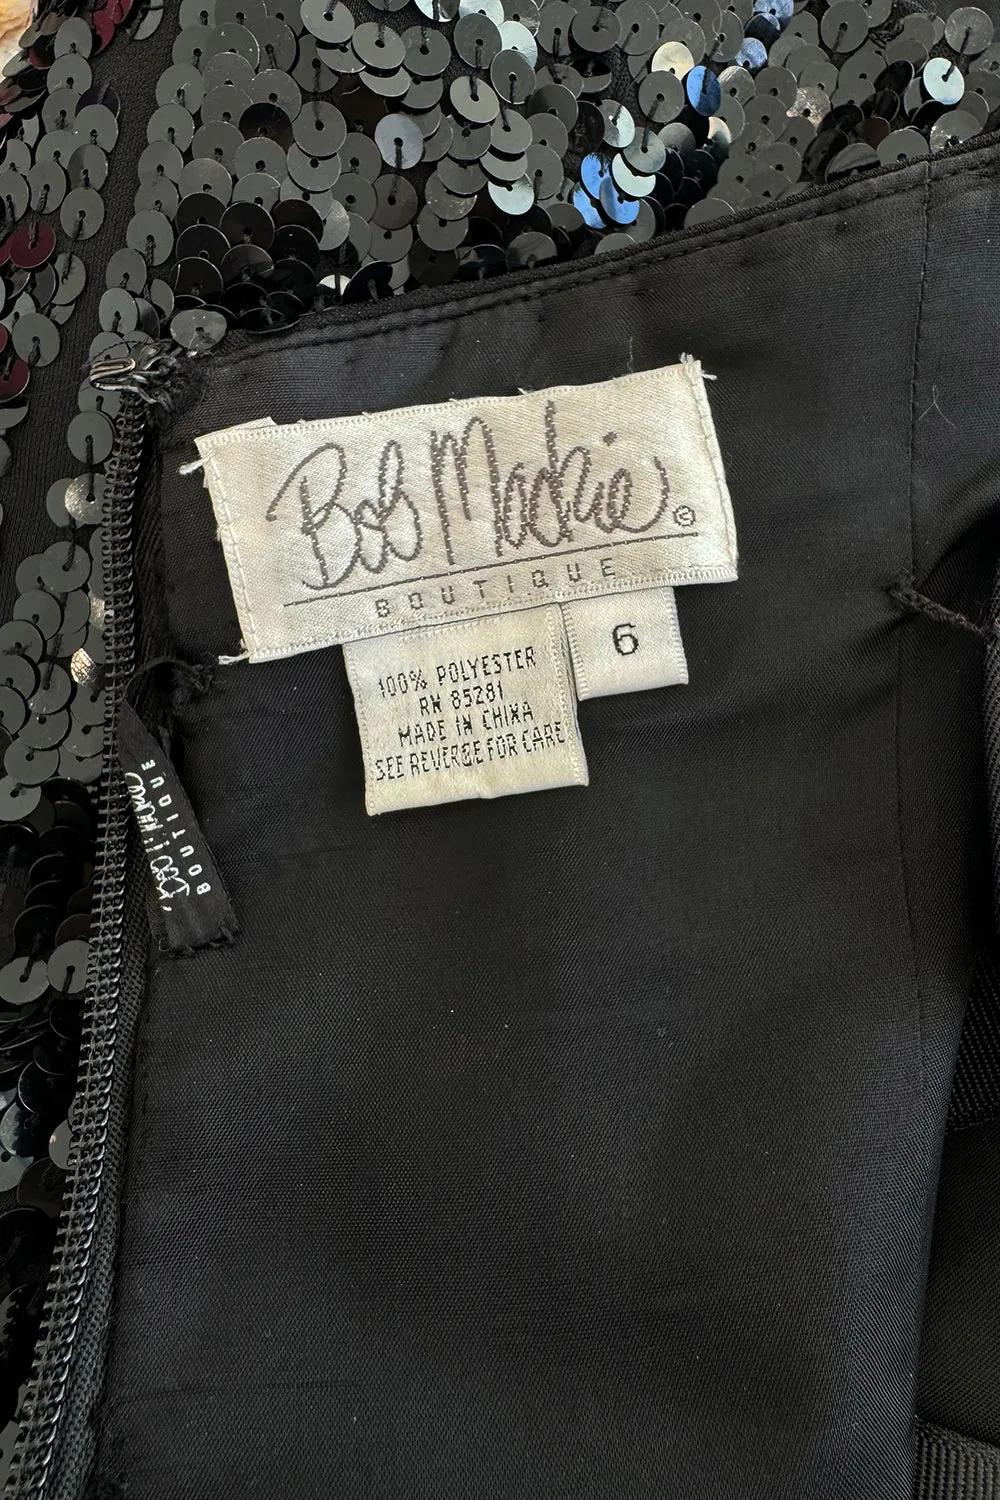 Bob Mackie ©
BOUTIQUE
6
100% POLYESTER
RN 85281
MADE IN CHINA
SEE REVERSE FOR CARE
Bob Mackie
BOUTIQUE